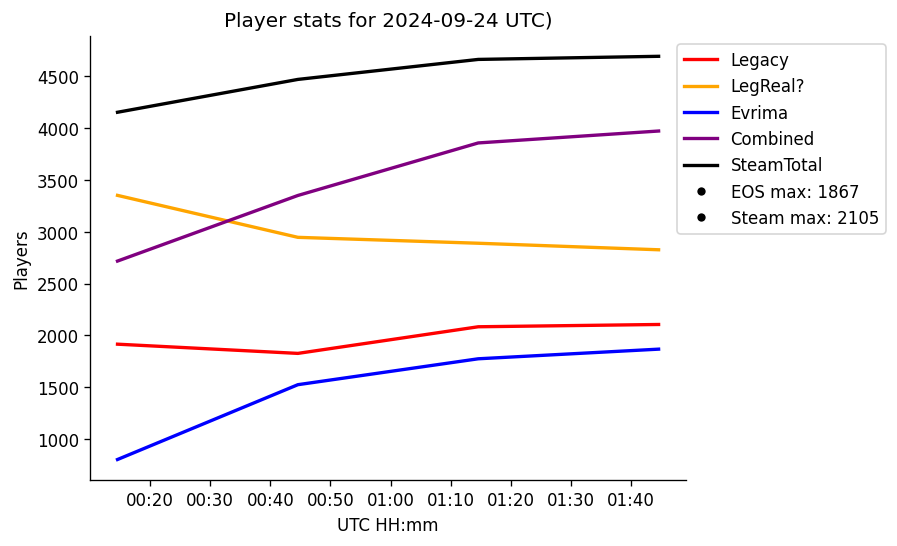 Player stats for 2024-09-24 UTC)
Legacy
LegReal?
Evrima
Combined
SteamTotal
EOS max: 1867
Steam max: 2105
Players
4500
4000
3500
3000
2500
2000
1500
1000
00:20 00:30 00:40 00:50 01:00 01:10 01:20 01:30 01:40
UTC HH:mm